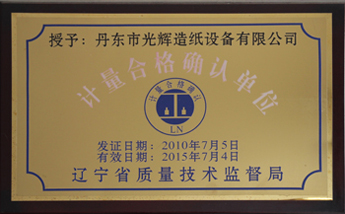 授予：丹东市光辉造纸设备有限公司
计量合格确认单位
计量合格确认
LN
发证日期：2010年7月5日
有效日期：2015年7月4日
辽宁省质量技术监督局